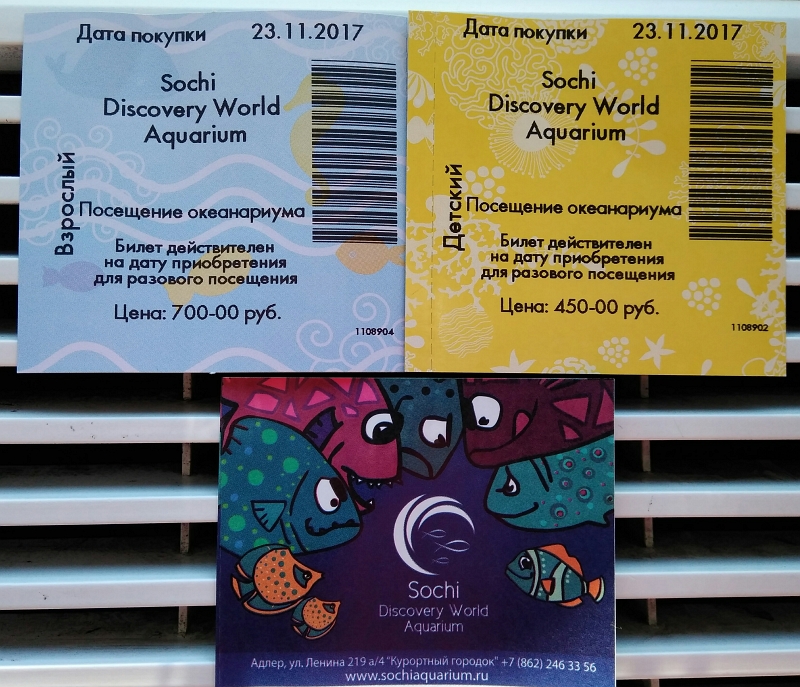 Дата покупки 23.11.2017
Sochi
Discovery World
Aquarium
Взрослый
Посещение океанариума
Билет действителен
на дату приобретения
для разового посещения
Цена: 700-00 руб.
1108904
Дата покупки 23.11.2017
Sochi
Discovery World
Aquarium
Детский
Посещение океанариума
Билет действителен
на дату приобретения
для разового посещения
Цена: 450-00 руб.
1108902
Sochi
Discovery World
Aquarium
Адлер, ул. Ленина 219 а/4 "Курортный городок" +7 (862) 246 33 56
www.sochiaquarium.ru